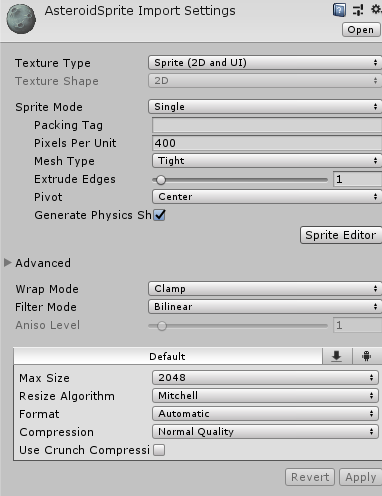 AsteroidSprite Import Settings
Open
Texture Type Sprite (2D and UI)
Texture Shape 2D
Sprite Mode Single
Packing Tag
Pixels Per Unit 400
Mesh Type Tight
Extrude Edges 1
Pivot Center
Generate Physics Sh
Sprite Editor
Advanced
Wrap Mode Clamp
Filter Mode Bilinear
Aniso Level 1
Default
Max Size 2048
Resize Algorithm Mitchell
Format Automatic
Compression Normal Quality
Use Crunch Compressi
Revert Apply